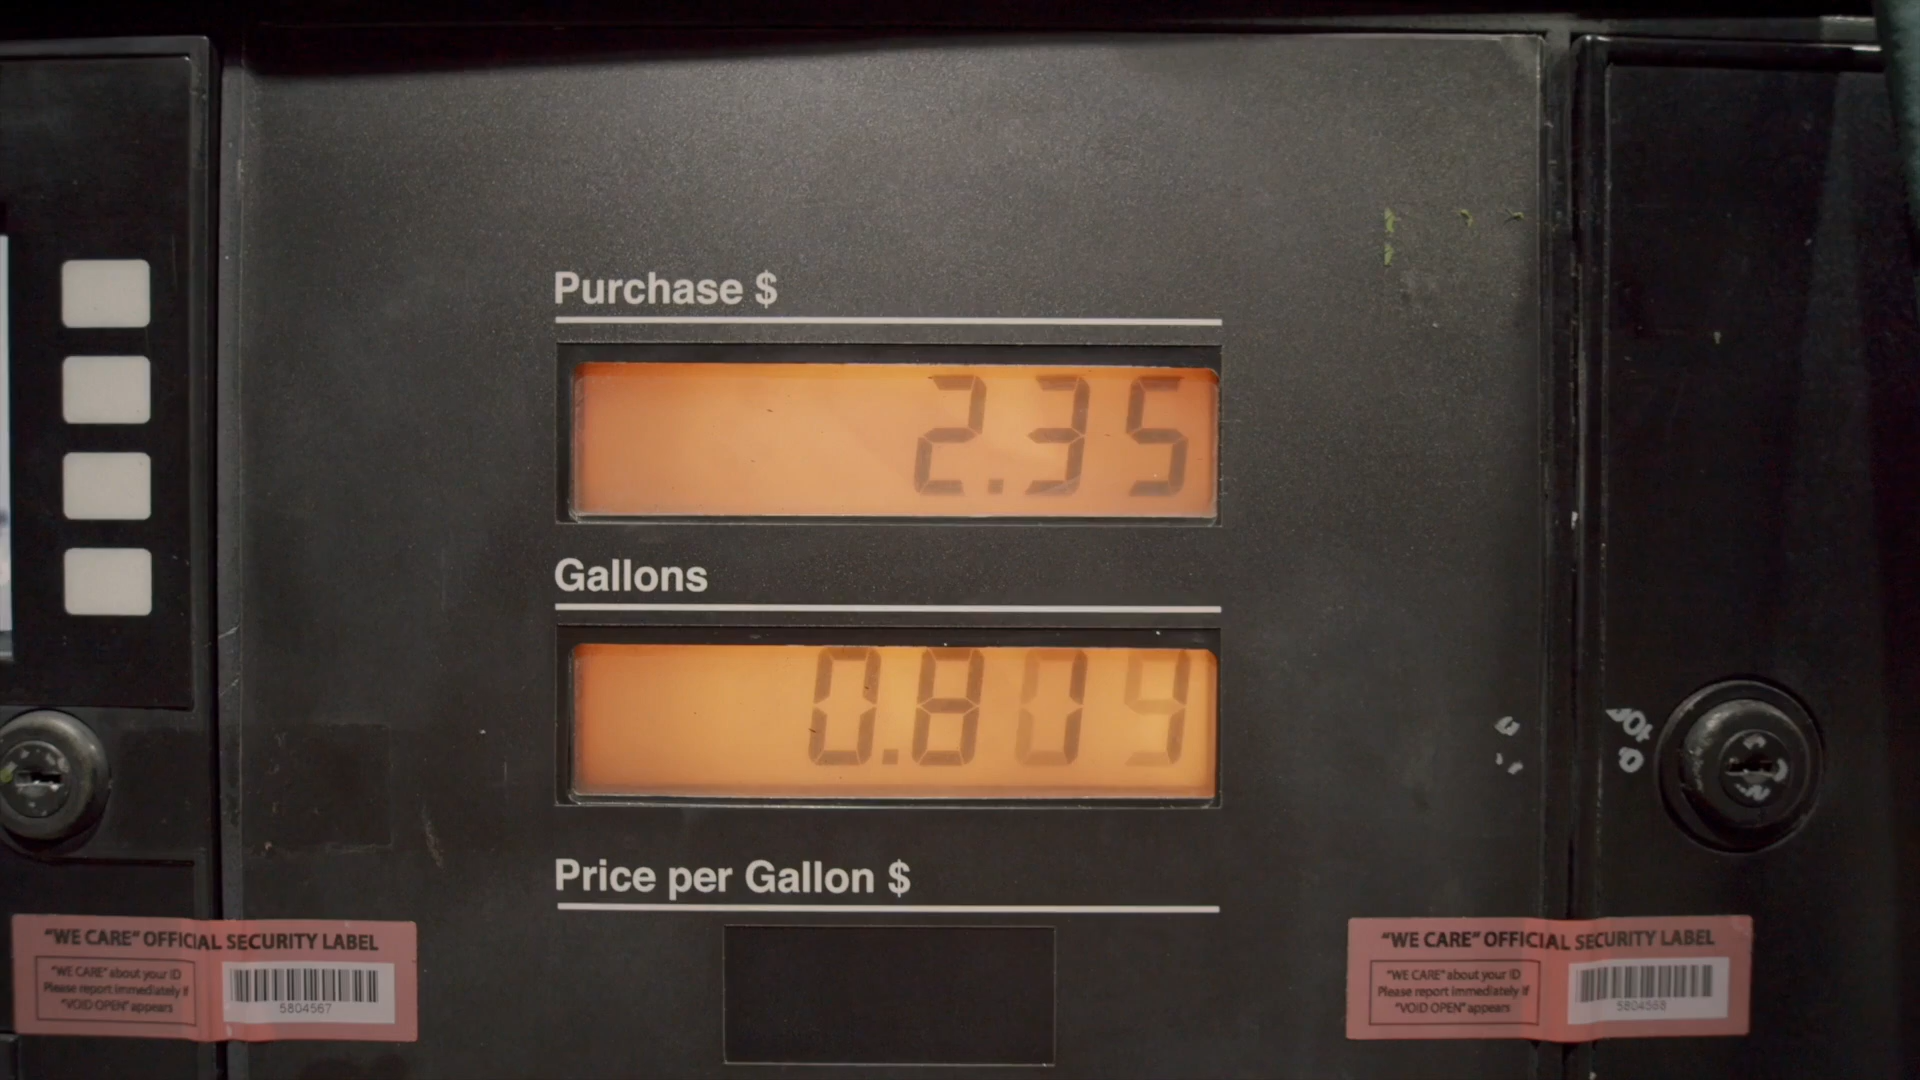 Purchase $
2.35
Gallons
0.809
Price per Gallon $
"WE CARE" OFFICIAL SECURITY LABEL
"WE CARE" about your ID
Please report immediately if
"VOID OPEN" appears
5804567
"WE CARE" OFFICIAL SECURITY LABEL
"WE CARE" about your ID
Please report immediately if
"VOID OPEN" appears
5804568